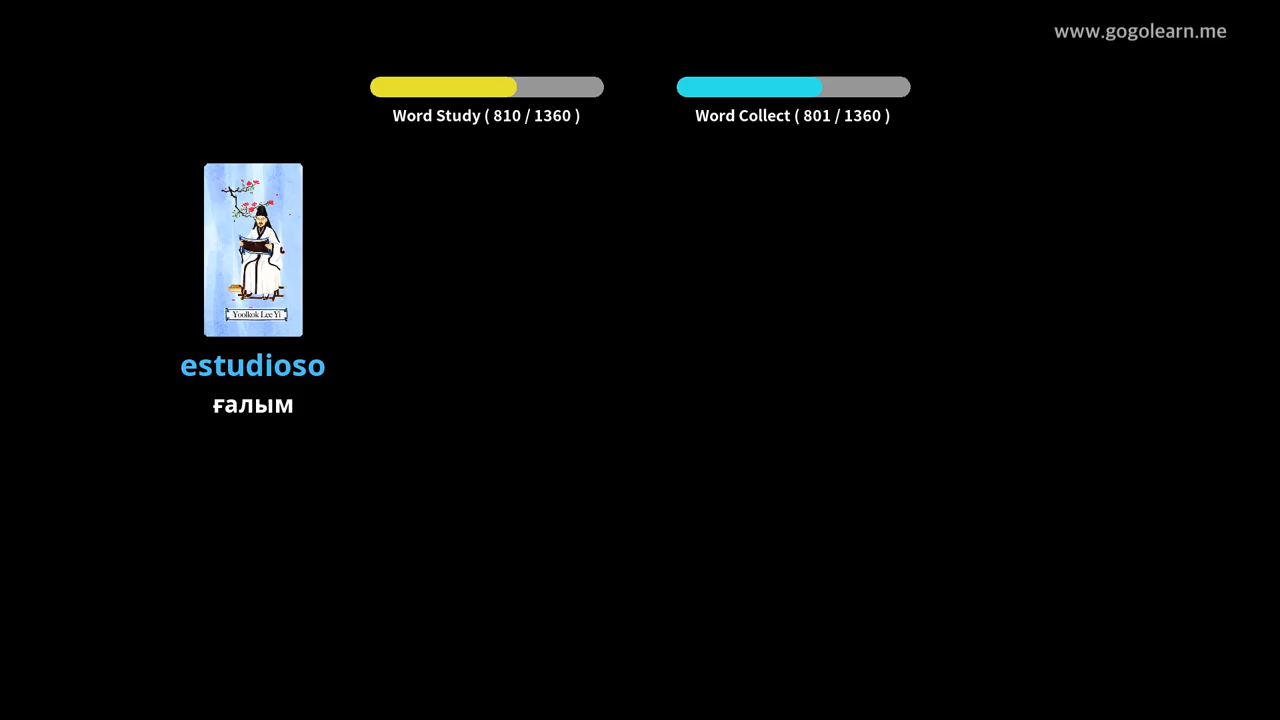 www.gogolearn.me
Word Study ( 810 / 1360 )
Word Collect ( 801 / 1360 )
Yoolkok Lee Yi
estudioso
ғалым